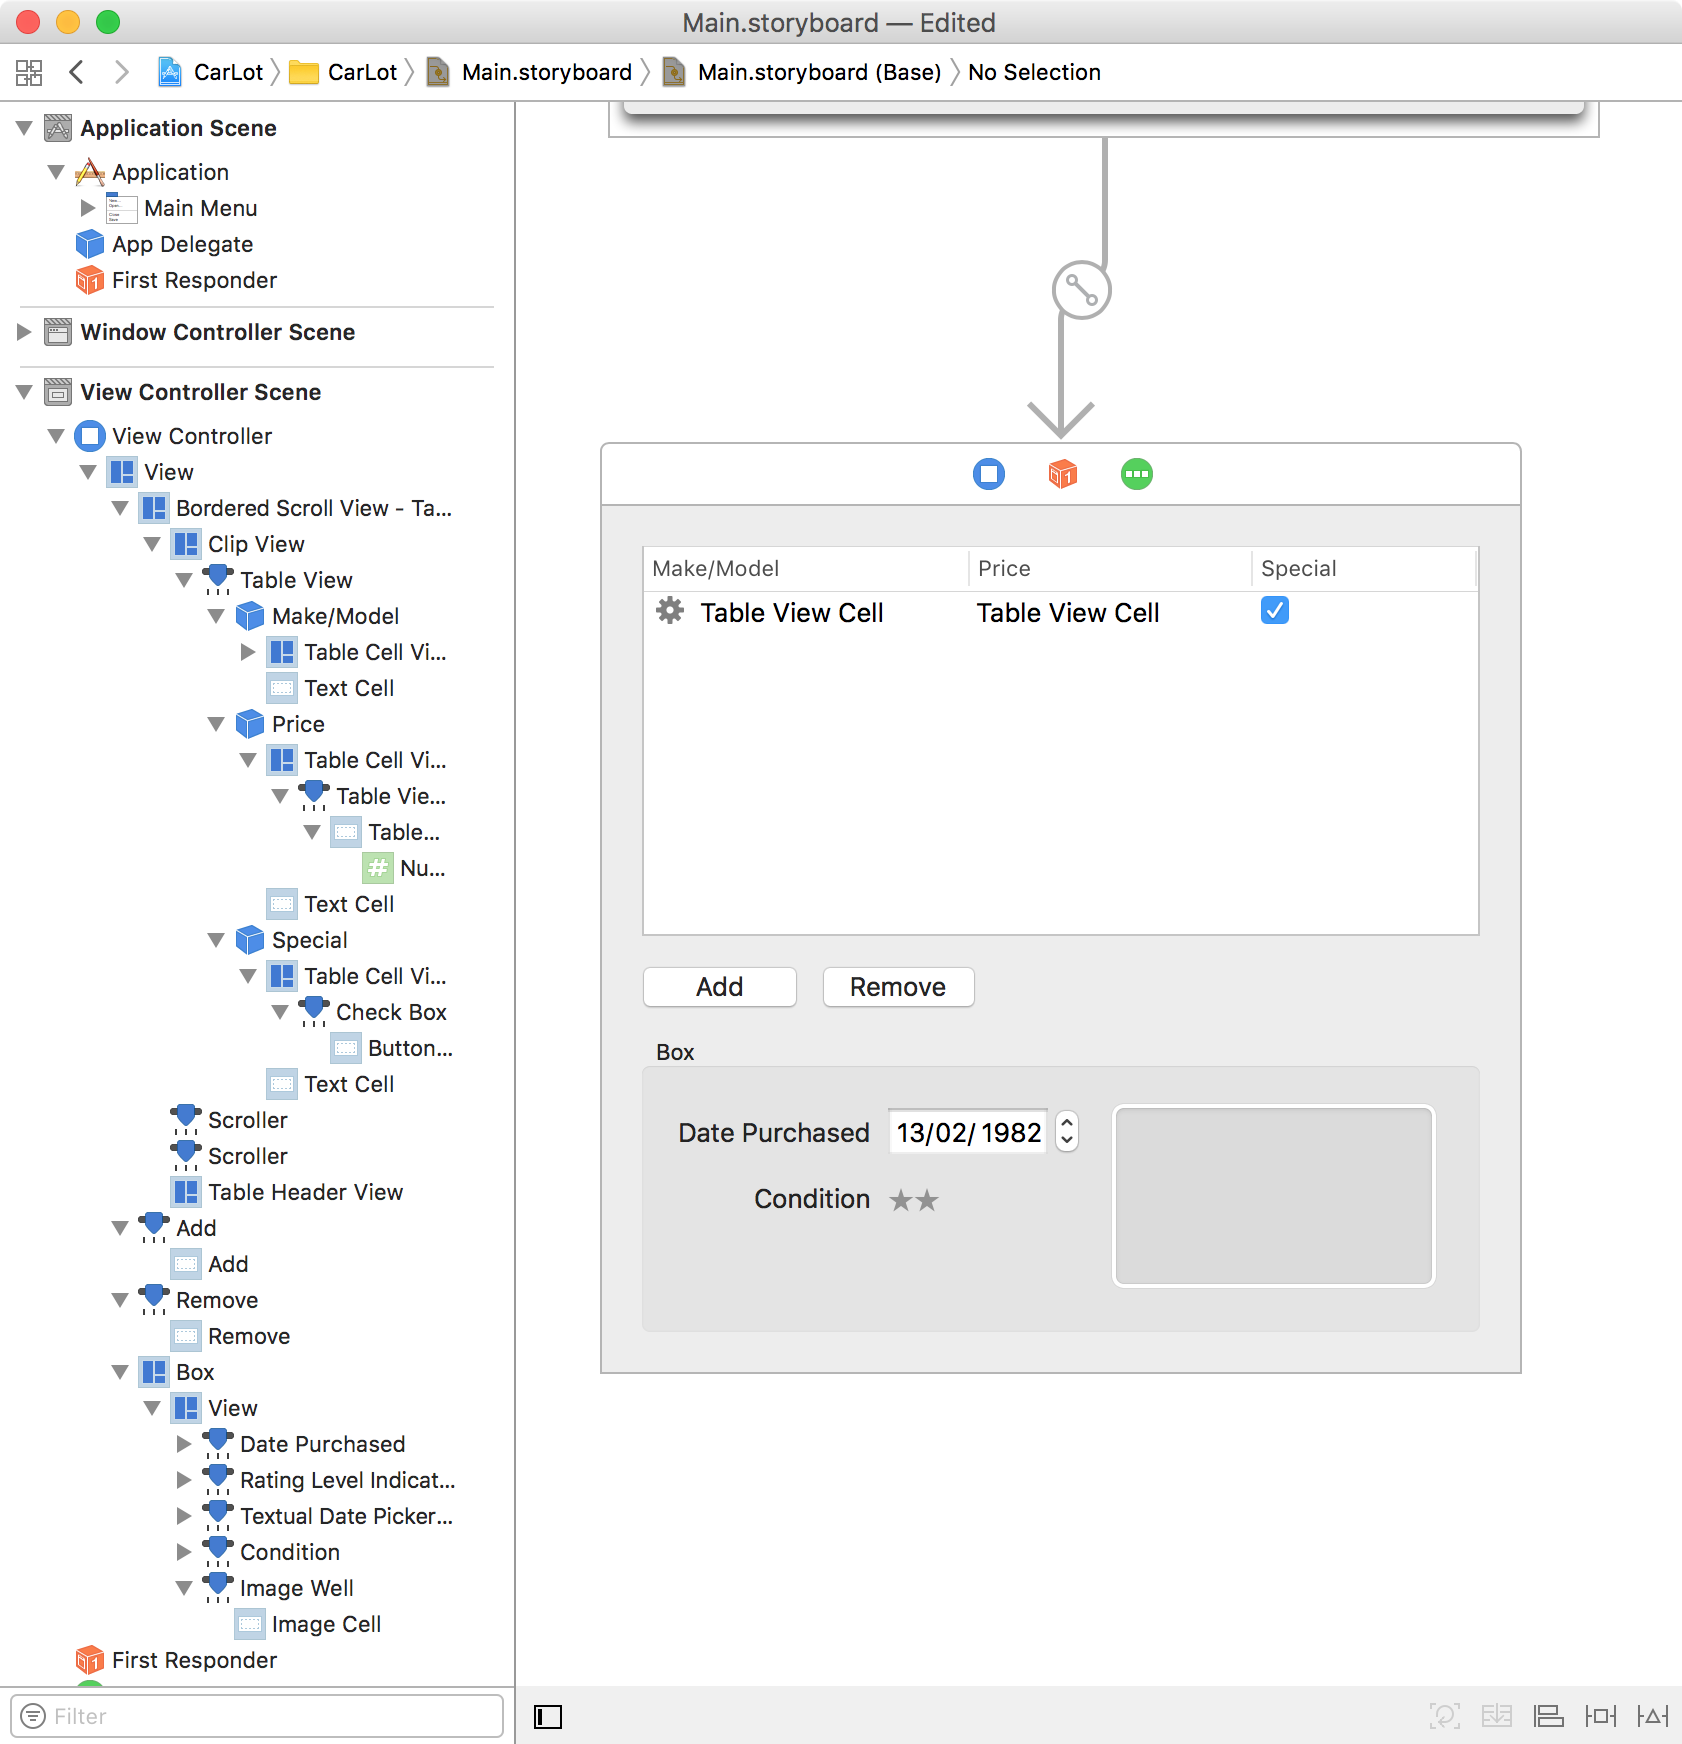 Main.storyboard — Edited
CarLot CarLot Main.storyboard Main.storyboard (Base) No Selection
Application Scene
Application
Main Menu
App Delegate
First Responder
Window Controller Scene
View Controller Scene
View Controller
View
Bordered Scroll View - Ta...
Clip View
Table View
Make/Model
Table Cell Vi...
Text Cell
Price
Table Cell Vi...
Table Vie...
Table...
Nu...
Text Cell
Special
Table Cell Vi...
Check Box
Button...
Text Cell
Scroller
Scroller
Table Header View
Add
Add
Remove
Remove
Box
View
Date Purchased
Rating Level Indicat...
Textual Date Picker...
Condition
Image Well
Image Cell
First Responder
Filter
Make/Model Price Special
Table View Cell Table View Cell
Add Remove
Box
Date Purchased 13/02/1982
Condition ★★